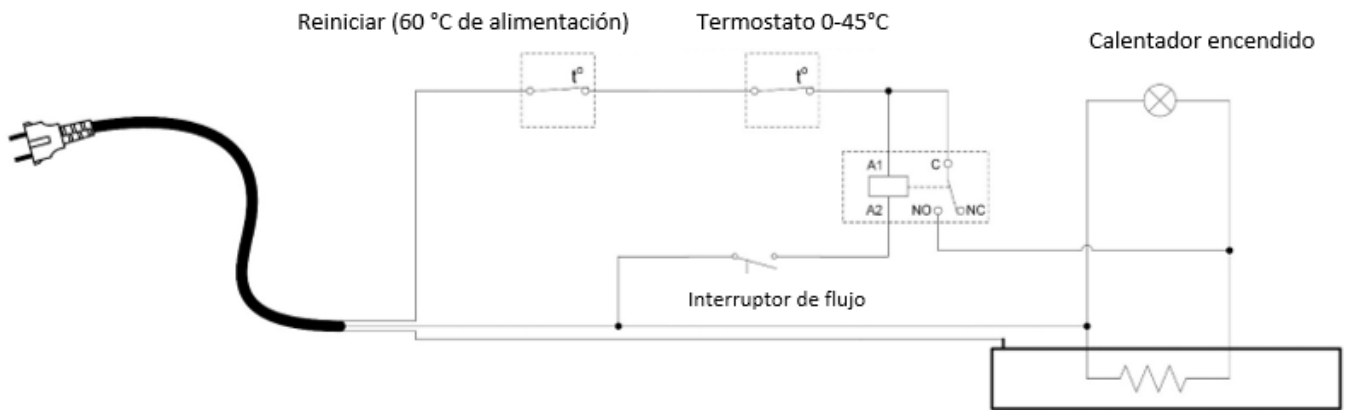 Reiniciar (60 °C de alimentación)
Termostato 0-45°C
Calentador encendido
t°
t°
A1
C
A2
NO
NC
Interruptor de flujo